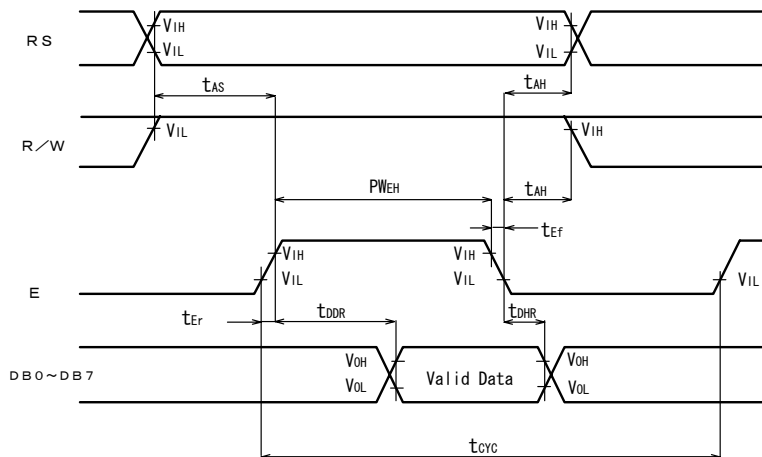 RS
VIH
VIL
VIH
VIL
tAS
tAH
R／W
VIL
VIH
PWEH
tAH
tEf
E
VIH
VIL
VIH
VIL
VIL
tEr
tDDR
tDHR
DB0～DB7
VOH
VOL
Valid Data
VOH
VOL
tCYC